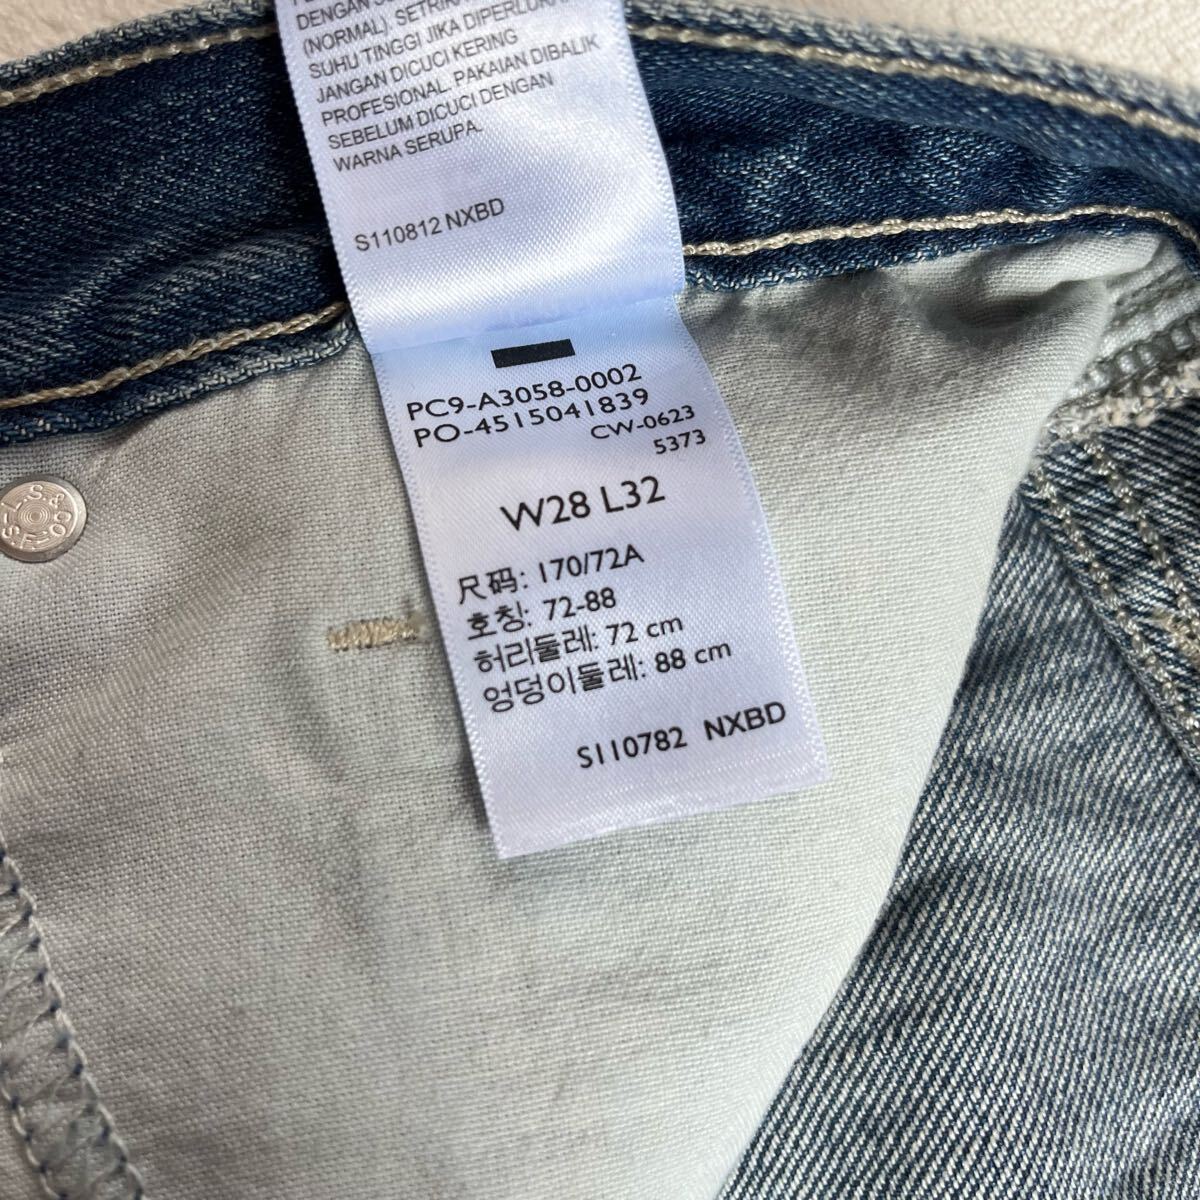 DENGAN
(NORMAL). SETRIKA
SUHU TINGGI JIKA DIPERLUKAN
JANGAN DICUCI KERING
PROFESIONAL. PAKAIAN DIBALIK
SEBELUM DICUCI DENGAN
WARNA SERUPA.
S110812 NXBD
PC9-A3058-0002
PO-4515041839
CW-0623
5373
W28 L32
尺码: 170/72A
호칭: 72-88
허리둘레: 72 cm
엉덩이둘레: 88 cm
S110782 NXBD
L.S. & CO.